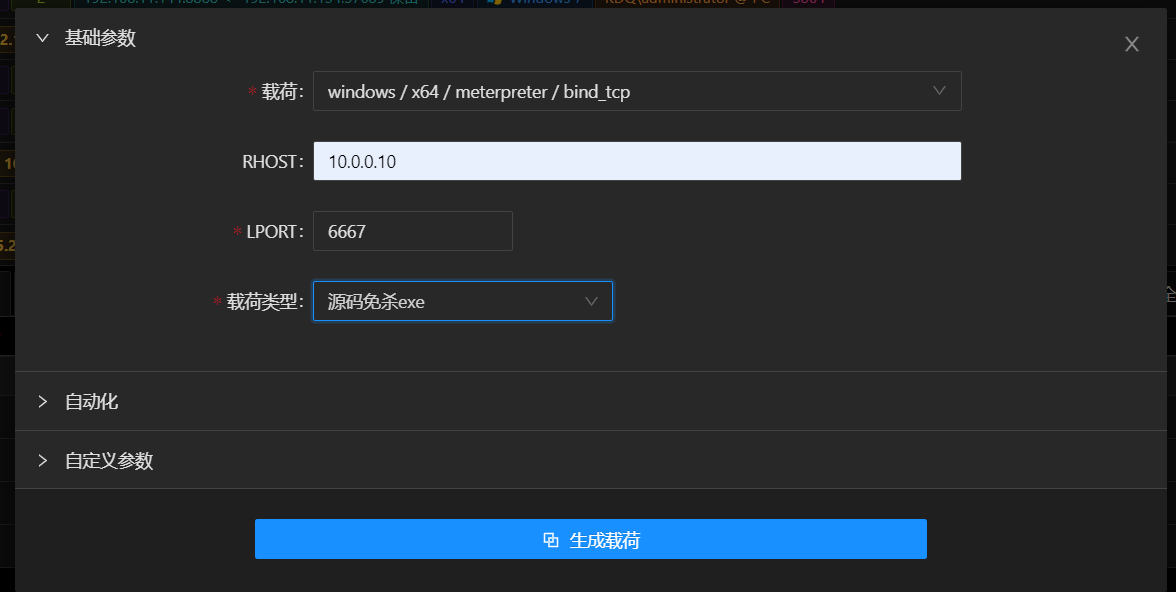 基础参数
* 载荷: windows / x64 / meterpreter / bind_tcp
RHOST: 10.0.0.10
* LPORT: 6667
* 载荷类型: 源码免杀exe
自动化
自定义参数
生成载荷